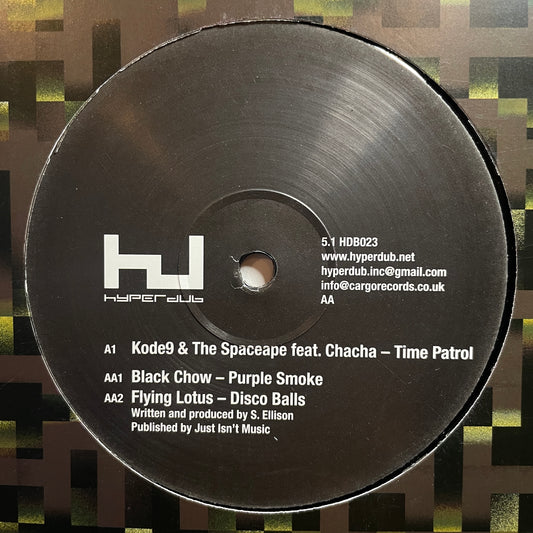 hyperdub
5.1 HDB023
www.hyperdub.net
hyperdub.inc@gmail.com
info@cargorecords.co.uk
AA
A1 Kode9 & The Spaceape feat. Chacha – Time Patrol
AA1 Black Chow – Purple Smoke
AA2 Flying Lotus – Disco Balls
Written and produced by S. Ellison
Published by Just Isn't Music